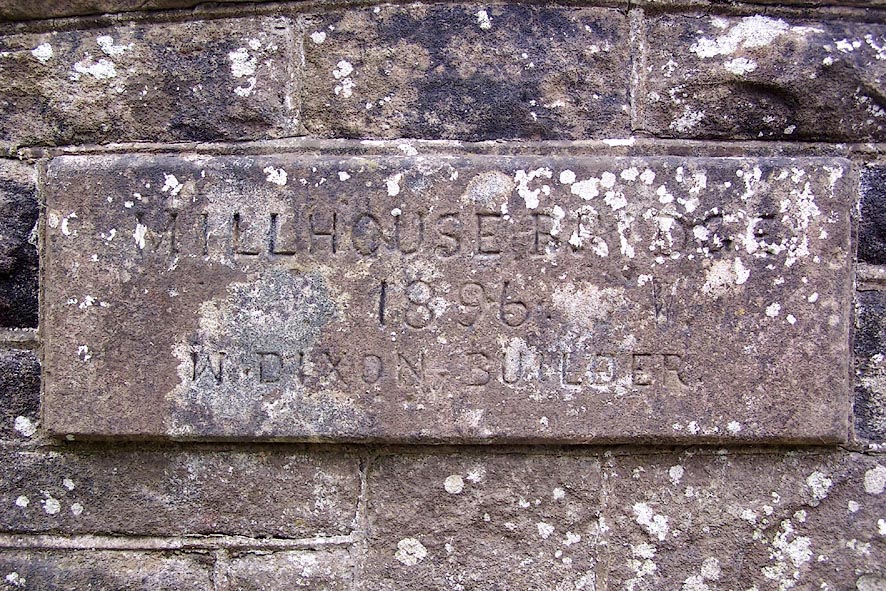 MILLHOUSE BRIDGE
1896
W. DIXON BUILDER